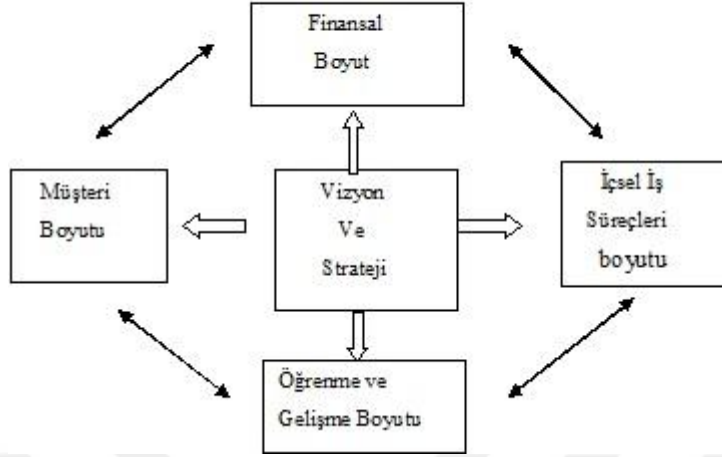 Finansal
Boyut
Müşteri
Boyutu
Vizyon
Ve
Strateji
İçsel İş
Süreçleri
boyutu
Öğrenme ve
Gelişme Boyutu